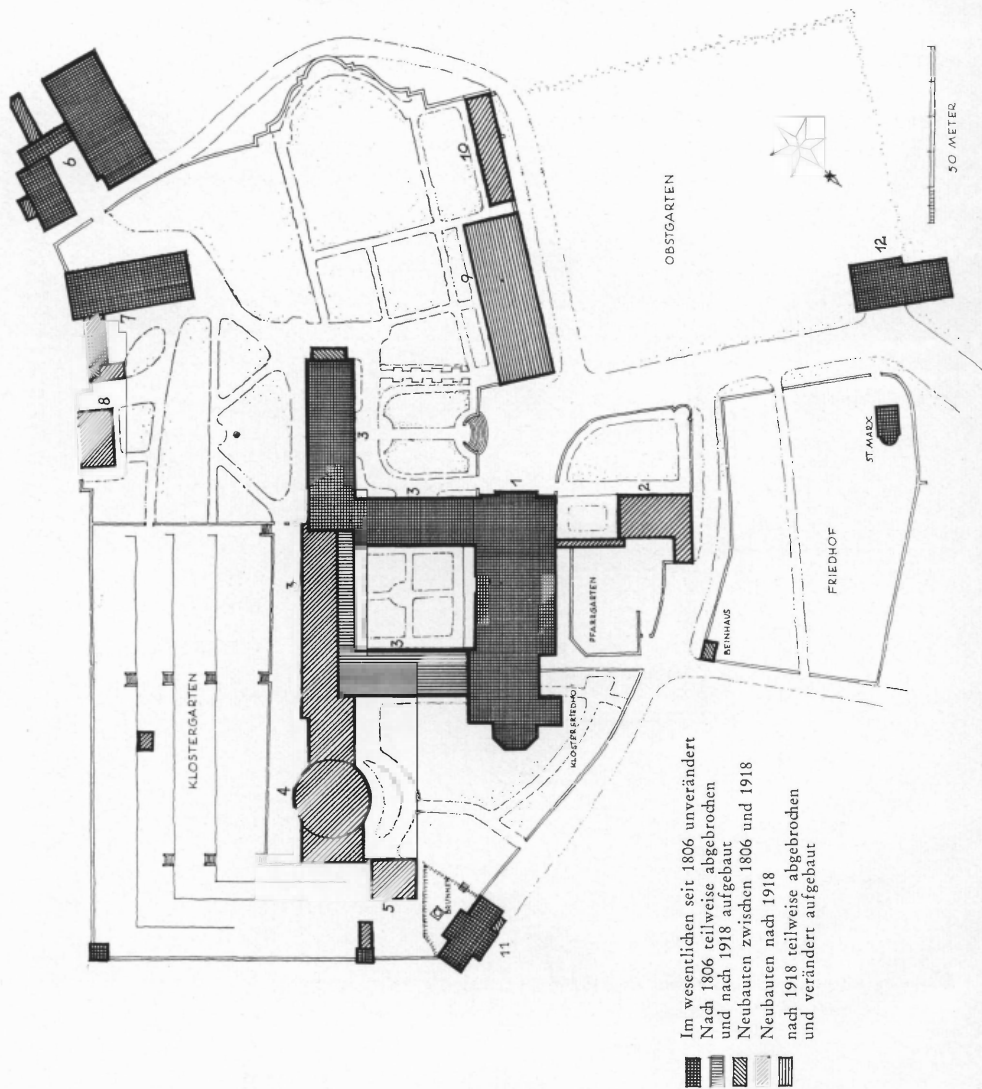 6
7
8
10
9
OBSTGARTEN
50 METER
12
3
3
1
2
3
3
KLOSTERGARTEN
4
5
BRUNNEN
11
KLOSTERFRIEDHOF
PFARRGARTEN
BEINHAUS
FRIEDHOF
ST MARX
Im wesentlichen seit 1806 unverändert
Nach 1806 teilweise abgebrochen
und nach 1918 aufgebaut
Neubauten zwischen 1806 und 1918
Neubauten nach 1918
nach 1918 teilweise abgebrochen
und verändert aufgebaut